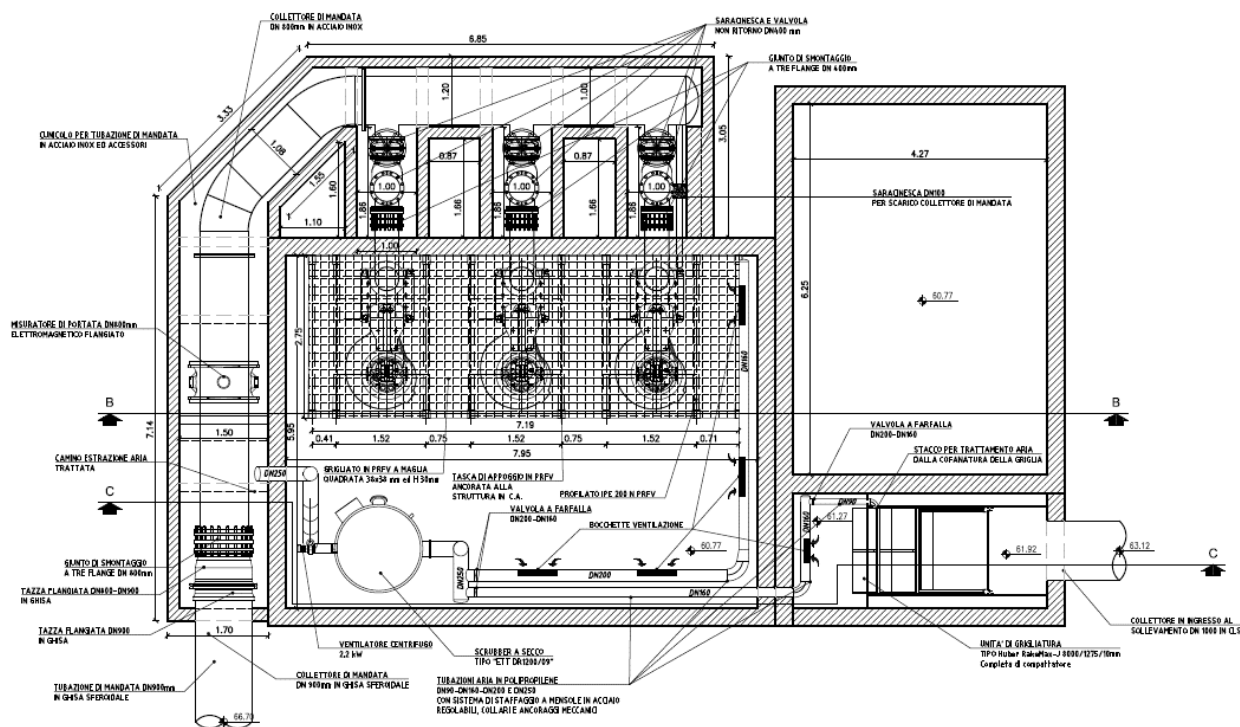 COLLETTORE DI MANDATA
DN 800mm IN ACCIAIO INOX
6.85
SARACINESCA E VALVOLA
NON RITORNO DN400 mm
GIUNTO DI SMONTAGGIO
A TRE FLANGE DN 400mm
3.33
1.20
1.00
3.05
CUNICOLO PER TUBAZIONE DI MANDATA
IN ACCIAIO INOX ED ACCESSORI
1.08
1.55
1.60
1.10
0.87
0.87
1.00
1.00
1.00
1.86
1.66
1.86
1.66
1.86
4.27
SARACINESCA DN100
PER SCARICO COLLETTORE DI MANDATA
1.00
6.25
60.77
MISURATORE DI PORTATA DN600mm
ELETTROMAGNETICO FLANGIATO
2.75
DN160
B
B
7.14
1.50
5.95
7.19
0.41
1.52
0.75
1.52
0.75
1.52
0.71
7.95
VALVOLA A FARFALLA
DN200-DN160
STACCO PER TRATTAMENTO ARIA
DALLA COFANATURA DELLA GRIGLIA
CAMINO ESTRAZIONE ARIA
TRATTATA
DN250
GRIGLIATO IN PRFV A MAGLIA
QUADRATA 38x38 mm ed H 38mm
TASCA DI APPOGGIO IN PRFV
ANCORATA ALLA
STRUTTURA IN C.A.
PROFILATO IPE 200 N PRFV
C
VALVOLA A FARFALLA
DN200-DN160
BOCCHETTE VENTILAZIONE
DN90
DN160
61.27
60.77
61.92
63.12
C
GIUNTO DI SMONTAGGIO
A TRE FLANGE DN 800mm
DN250
DN200
DN160
TAZZA FLANGIATA DN800-DN900
IN GHISA
TAZZA FLANGIATA DN900
IN GHISA
1.70
VENTILATORE CENTRIFUGO
2,2 kW
SCRUBBER A SECCO
TIPO "ETT DR1200/09"
COLLETTORE IN INGRESSO AL
SOLLEVAMENTO DN 1000 IN CLS
UNITA' DI GRIGLIATURA
TIPO Huber RakeMax-J 8000/1275/10mm
Completa di compattatore
COLLETTORE DI MANDATA
DN 900mm IN GHISA SFEROIDALE
TUBAZIONE DI MANDATA DN900mm
IN GHISA SFEROIDALE
TUBAZIONI ARIA IN POLIPROPILENE
DN90-DN160-DN200 E DN250
CON SISTEMA DI STAFFAGGIO A MENSOLE IN ACCIAIO
REGOLABILI, COLLARI E ANCORAGGI MECCANICI
66.70